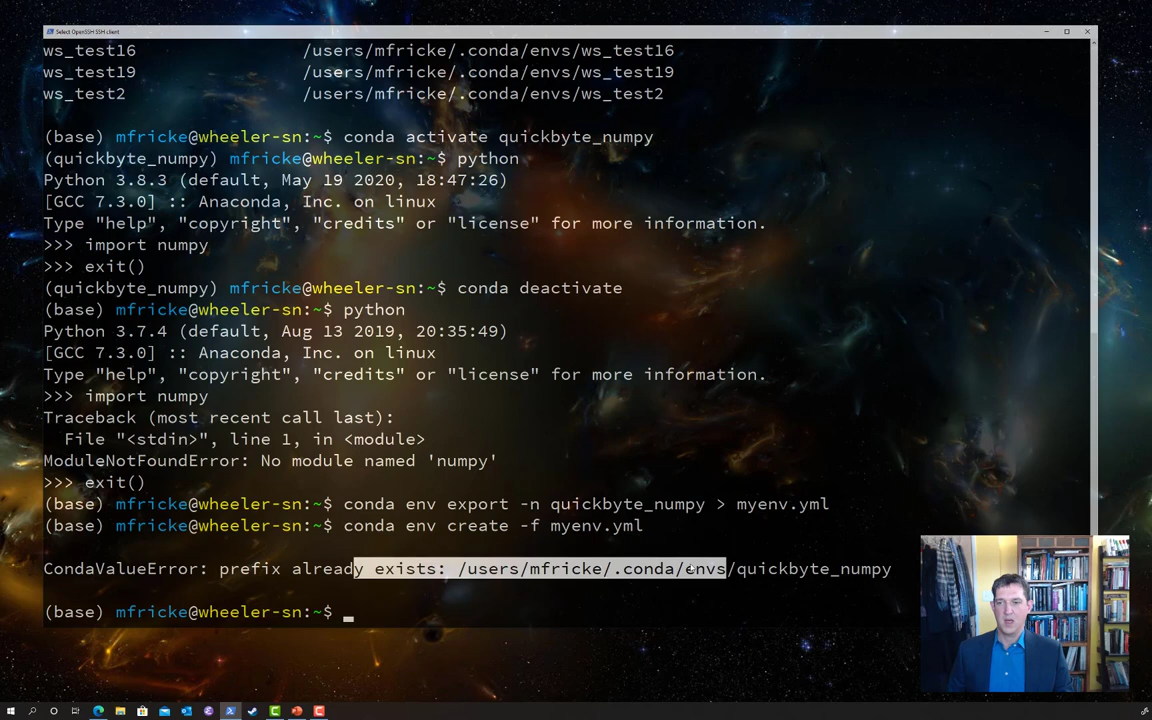 Select OpenSSH SSH client
ws_test16 /users/mfricke/.conda/envs/ws_test16
ws_test19 /users/mfricke/.conda/envs/ws_test19
ws_test2 /users/mfricke/.conda/envs/ws_test2
(base) mfricke@wheeler-sn:~$ conda activate quickbyte_numpy
(quickbyte_numpy) mfricke@wheeler-sn:~$ python
Python 3.8.3 (default, May 19 2020, 18:47:26)
[GCC 7.3.0] :: Anaconda, Inc. on linux
Type "help", "copyright", "credits" or "license" for more information.
>>> import numpy
>>> exit()
(quickbyte_numpy) mfricke@wheeler-sn:~$ conda deactivate
(base) mfricke@wheeler-sn:~$ python
Python 3.7.4 (default, Aug 13 2019, 20:35:49)
[GCC 7.3.0] :: Anaconda, Inc. on linux
Type "help", "copyright", "credits" or "license" for more information.
>>> import numpy
Traceback (most recent call last):
  File "<stdin>", line 1, in <module>
ModuleNotFoundError: No module named 'numpy'
>>> exit()
(base) mfricke@wheeler-sn:~$ conda env export -n quickbyte_numpy > myenv.yml
(base) mfricke@wheeler-sn:~$ conda env create -f myenv.yml
CondaValueError: prefix already exists: /users/mfricke/.conda/envs/quickbyte_numpy
(base) mfricke@wheeler-sn:~$